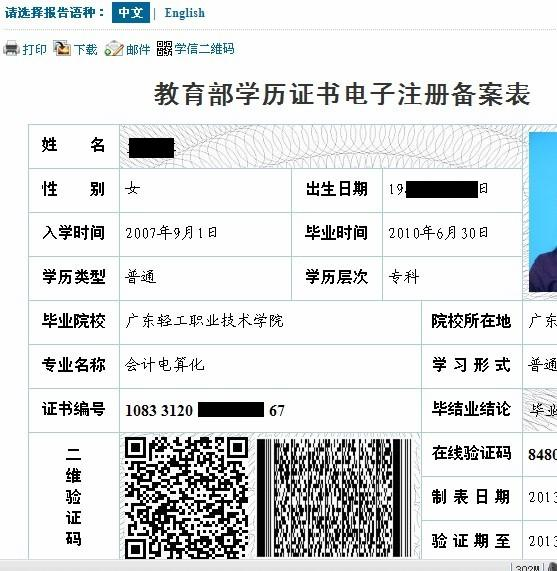 请选择报告语种： 中文 | English
打印 下载 邮件 学信二维码
教育部学历证书电子注册备案表
姓 名
性 别 女 出生日期 19 日
入学时间 2007年9月1日 毕业时间 2010年6月30日
学历类型 普通 学历层次 专科
毕业院校 广东轻工职业技术学院 院校所在地 广东
专业名称 会计电算化 学习形式 普通
证书编号 1083 3120 67 毕结业结论 毕业
二维验证码 在线验证码 8480
制表日期 2013
验证期至 2013
302M